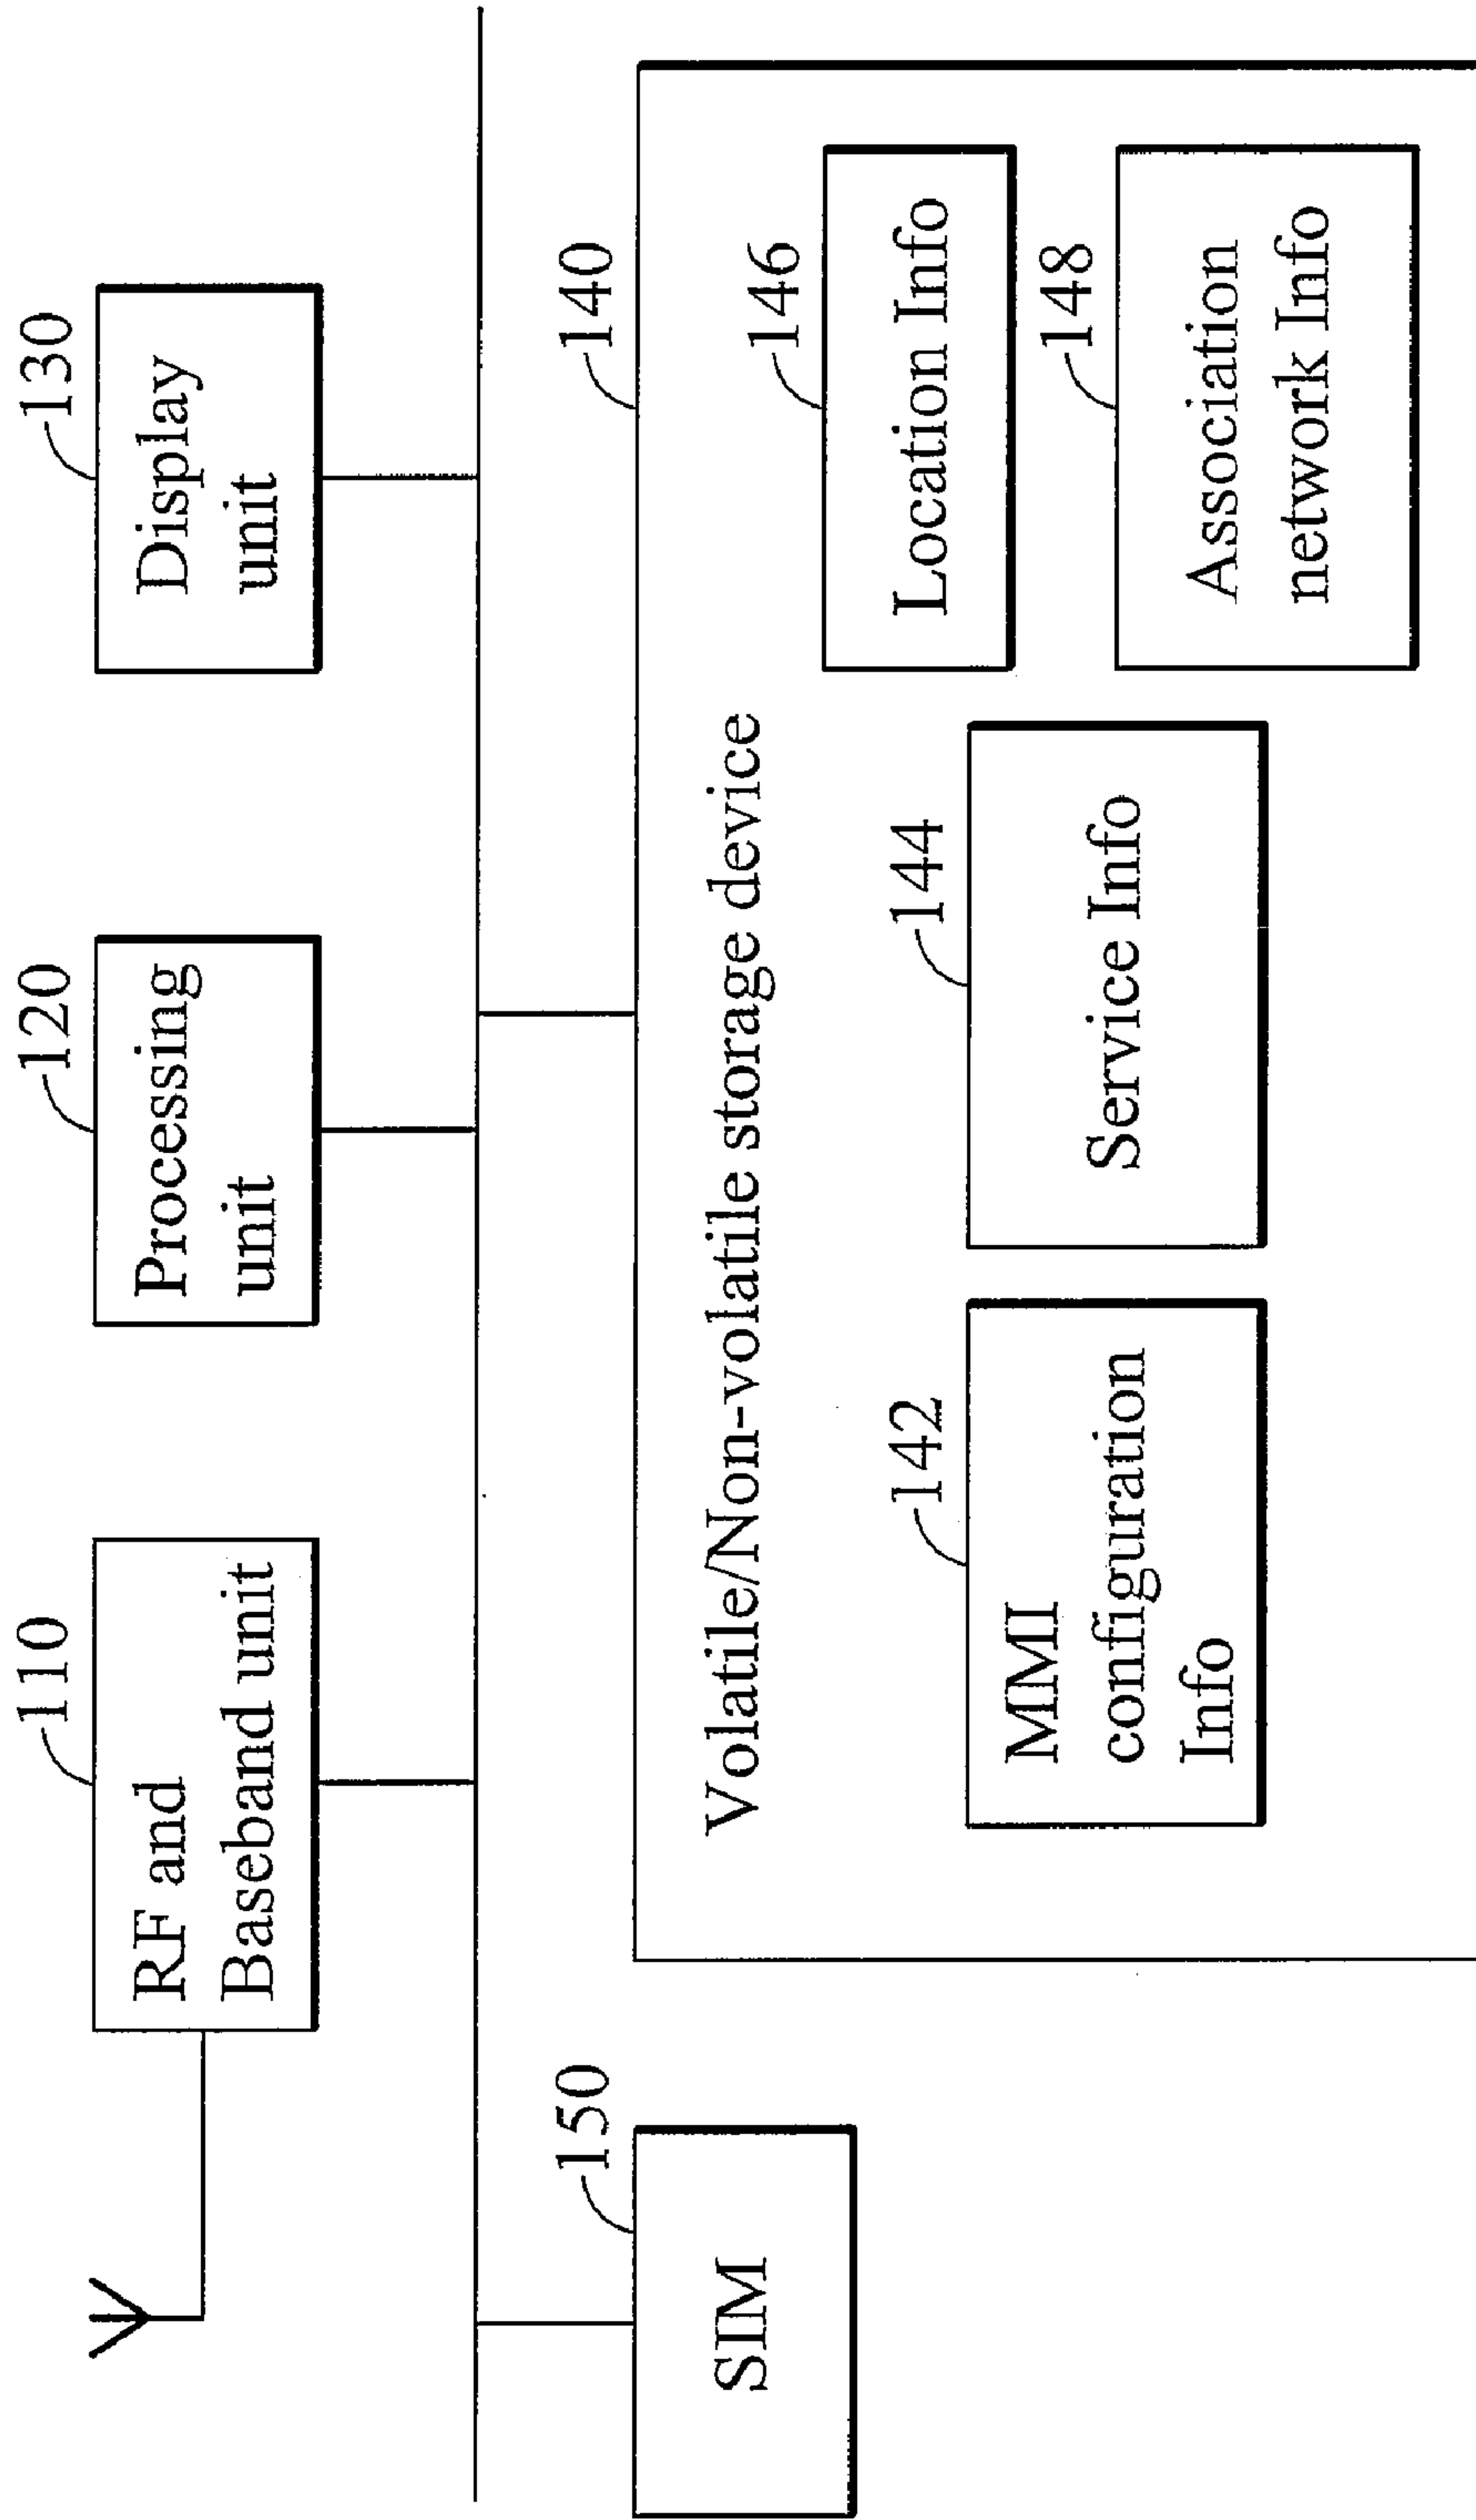 110
RF and
Baseband unit
120
Processing
unit
130
Display
unit
150
SIM
140
Volatile/Non-volatile storage device
142
MMI
configuration
Info
144
Service Info
146
Location Info
148
Association
network Info